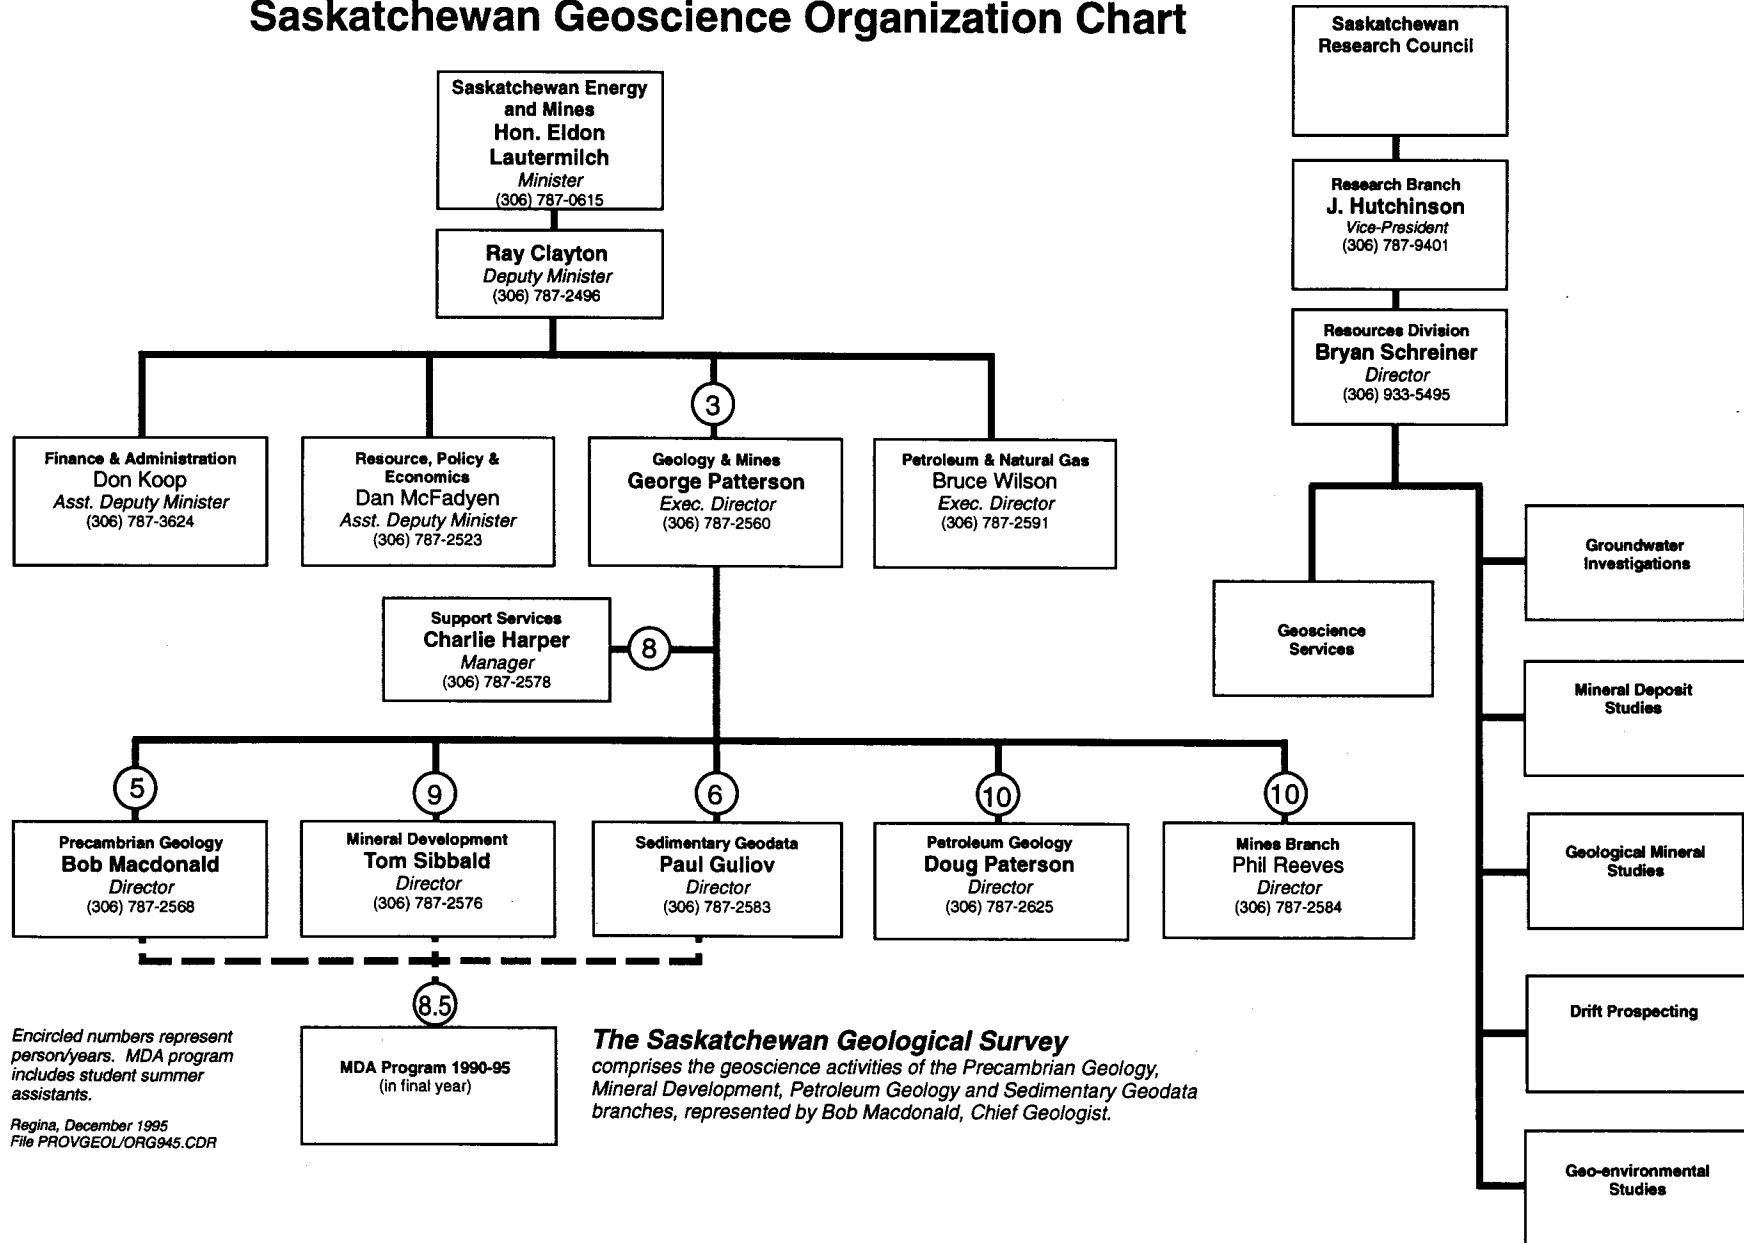 Saskatchewan Geoscience Organization Chart
Saskatchewan Energy
and Mines
Hon. Eldon
Lautermilch
Minister
(306) 787-0615
Ray Clayton
Deputy Minister
(306) 787-2496
3
Finance & Administration
Don Koop
Asst. Deputy Minister
(306) 787-3624
Resource, Policy &
Economics
Dan McFadyen
Asst. Deputy Minister
(306) 787-2523
Geology & Mines
George Patterson
Exec. Director
(306) 787-2560
Petroleum & Natural Gas
Bruce Wilson
Exec. Director
(306) 787-2591
Support Services
Charlie Harper
Manager
(306) 787-2578
8
5
9
6
10
10
Precambrian Geology
Bob Macdonald
Director
(306) 787-2568
Mineral Development
Tom Sibbald
Director
(306) 787-2576
Sedimentary Geodata
Paul Guliov
Director
(306) 787-2583
Petroleum Geology
Doug Paterson
Director
(306) 787-2625
Mines Branch
Phil Reeves
Director
(306) 787-2584
8.5
MDA Program 1990-95
(in final year)
Encircled numbers represent
person/years. MDA program
includes student summer
assistants.
Regina, December 1995
File PROVGEOL/ORG945.CDR
The Saskatchewan Geological Survey
comprises the geoscience activities of the Precambrian Geology,
Mineral Development, Petroleum Geology and Sedimentary Geodata
branches, represented by Bob Macdonald, Chief Geologist.
Saskatchewan
Research Council
Research Branch
J. Hutchinson
Vice-President
(306) 787-9401
Resources Division
Bryan Schreiner
Director
(306) 933-5495
Geoscience
Services
Groundwater
Investigations
Mineral Deposit
Studies
Geological Mineral
Studies
Drift Prospecting
Geo-environmental
Studies